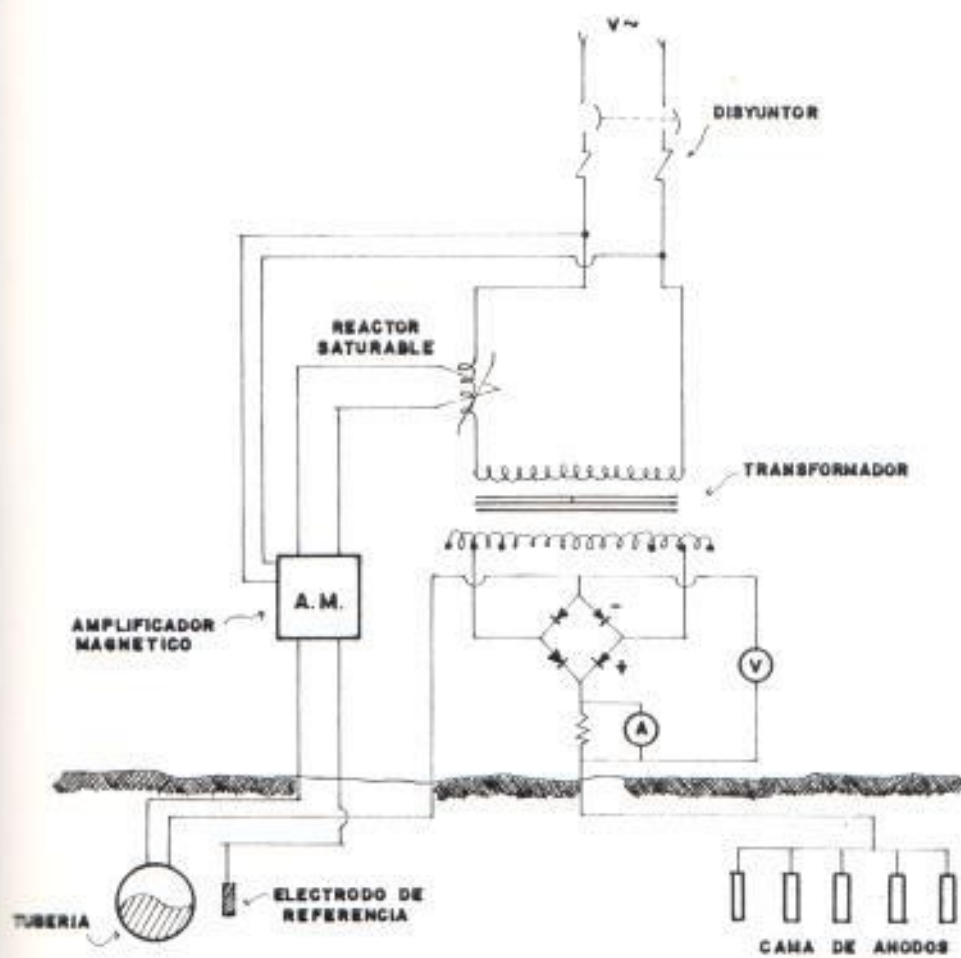 V~
DISYUNTOR
REACTOR
SATURABLE
TRANSFORMADOR
A.M.
AMPLIFICADOR
MAGNETICO
-
+
V
A
ELECTRODO DE
REFERENCIA
TUBERIA
CAMA DE ANODOS